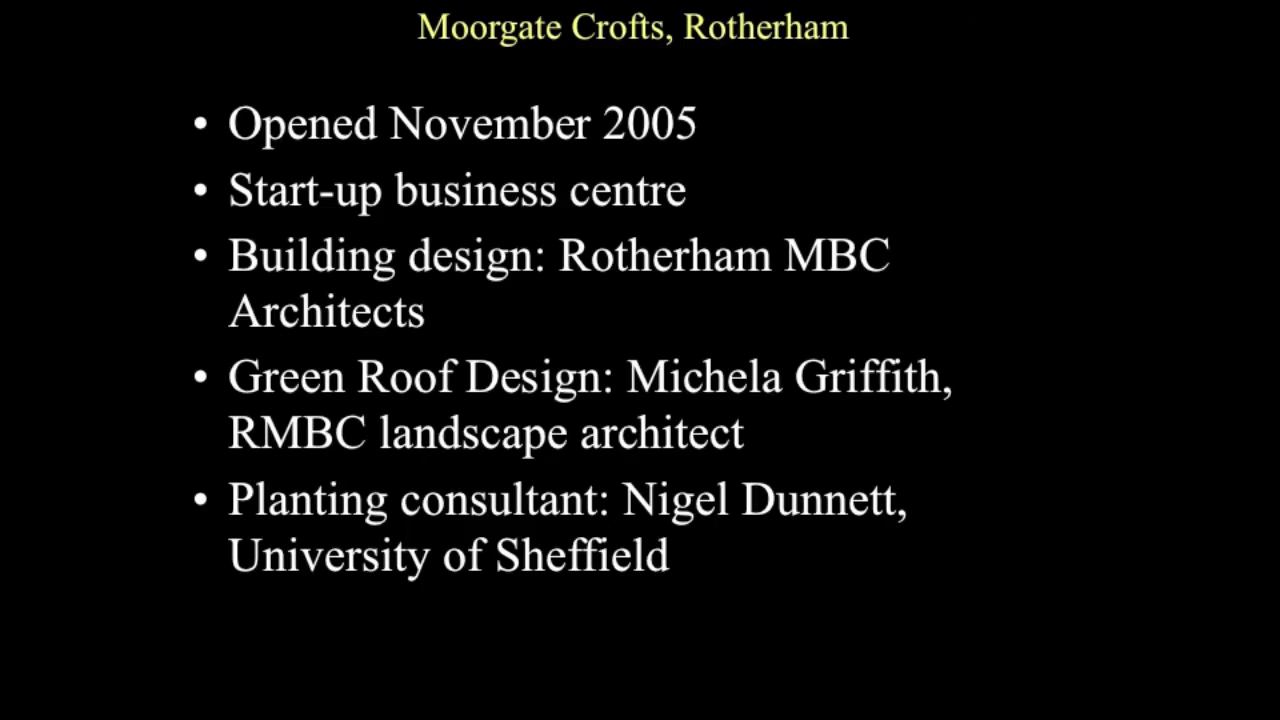 Moorgate Crofts, Rotherham
• Opened November 2005
• Start-up business centre
• Building design: Rotherham MBC
Architects
• Green Roof Design: Michela Griffith,
RMBC landscape architect
• Planting consultant: Nigel Dunnett,
University of Sheffield